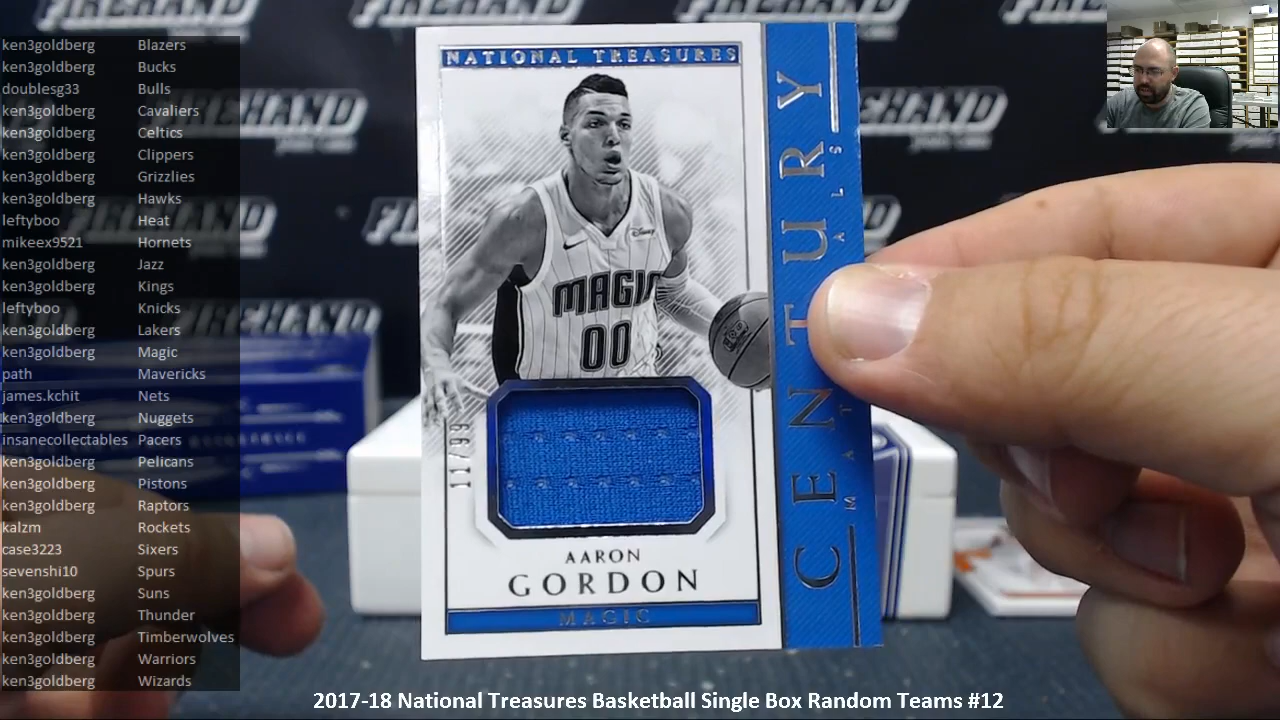 ken3goldberg Blazers
ken3goldberg Bucks
doublesg33 Bulls
ken3goldberg Cavaliers
ken3goldberg Celtics
ken3goldberg Clippers
ken3goldberg Grizzlies
ken3goldberg Hawks
leftyboo Heat
mikeex9521 Hornets
ken3goldberg Jazz
ken3goldberg Kings
leftyboo Knicks
ken3goldberg Lakers
ken3goldberg Magic
path Mavericks
james.kchit Nets
ken3goldberg Nuggets
insanecollectables Pacers
ken3goldberg Pelicans
ken3goldberg Pistons
ken3goldberg Raptors
kalzm Rockets
case3223 Sixers
sevenshi10 Spurs
ken3goldberg Suns
ken3goldberg Thunder
ken3goldberg Timberwolves
ken3goldberg Warriors
ken3goldberg Wizards
NATIONAL TREASURES
MAGIC
00
11/99
AARON
GORDON
MAGIC
CENTURY
FIREHAND
2017-18 National Treasures Basketball Single Box Random Teams #12